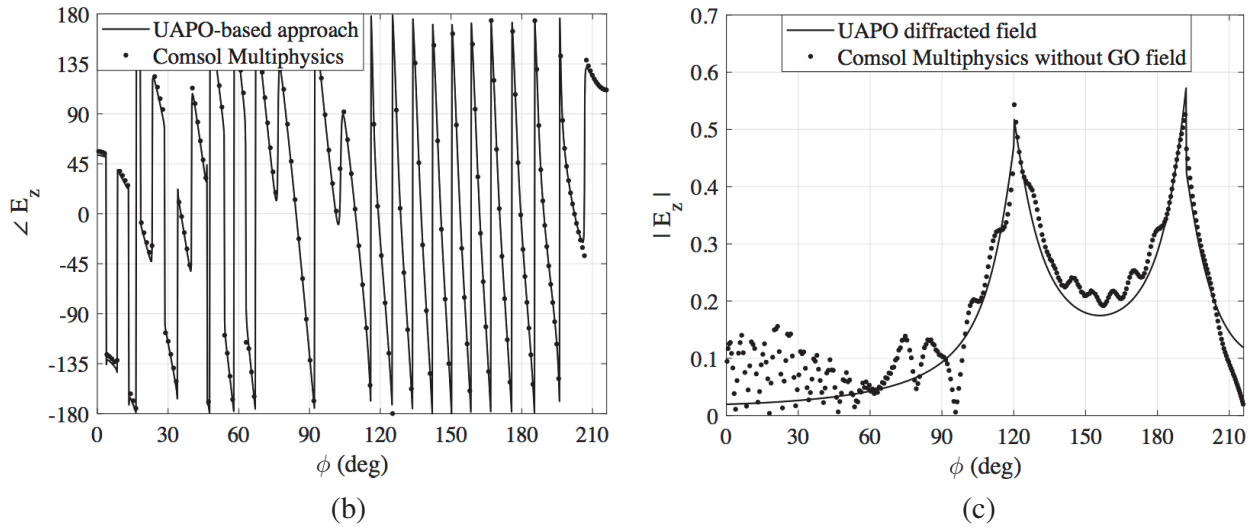 180
135
90
45
0
-45
-90
-135
-180
∠ E_z
UAPO-based approach
Comsol Multiphysics
0 30 60 90 120 150 180 210
ϕ (deg)
(b)
0.7
0.6
0.5
0.4
0.3
0.2
0.1
0
| E_z |
UAPO diffracted field
Comsol Multiphysics without GO field
0 30 60 90 120 150 180 210
ϕ (deg)
(c)